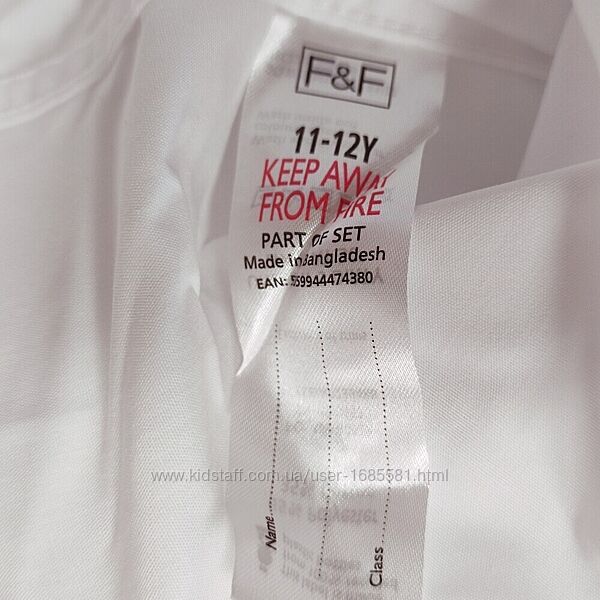 F&F
11-12Y
KEEP AWAY
FROM FIRE
PART OF SET
Made in Bangladesh
EAN: 559944474380
www.kidstaff.com.ua/user-1685581.html
Name
Class